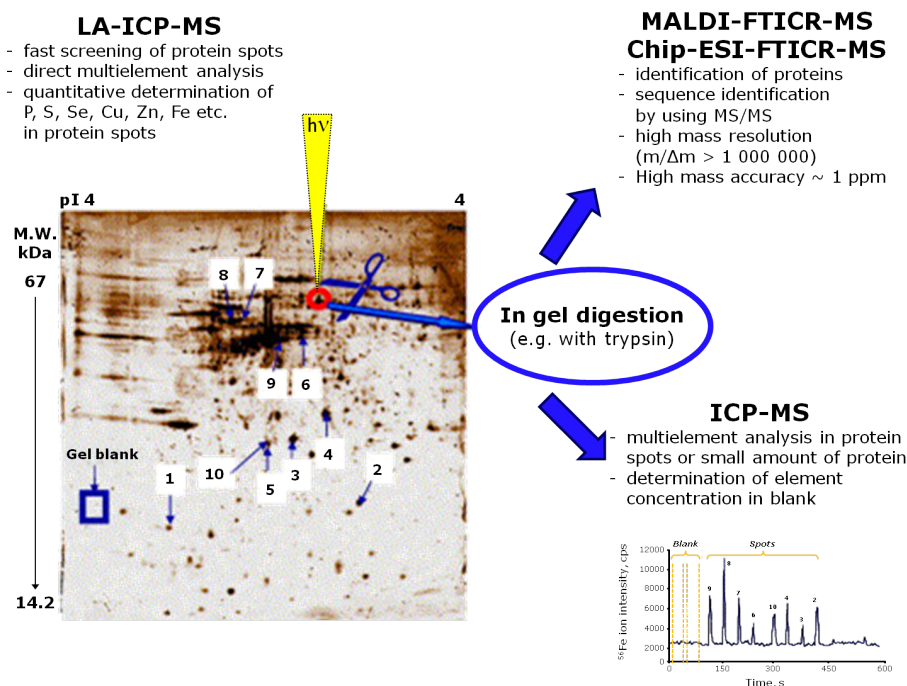 LA-ICP-MS
- fast screening of protein spots
- direct multielement analysis
- quantitative determination of
P, S, Se, Cu, Zn, Fe etc.
in protein spots
MALDI-FTICR-MS
Chip-ESI-FTICR-MS
- identification of proteins
- sequence identification
by using MS/MS
- high mass resolution
(m/Δm > 1 000 000)
- High mass accuracy ~ 1 ppm
hν
pI 4
4
M.W.
kDa
67
14.2
8
7
9
6
10
5
3
4
1
2
Gel blank
In gel digestion
(e.g. with trypsin)
ICP-MS
- multielement analysis in protein
spots or small amount of protein
- determination of element
concentration in blank
Blank
Spots
⁵⁶Fe ion intensity, cps
12000
10000
8000
6000
4000
2000
0
9
8
7
6
10
4
3
2
0
150
300
450
600
Time, s